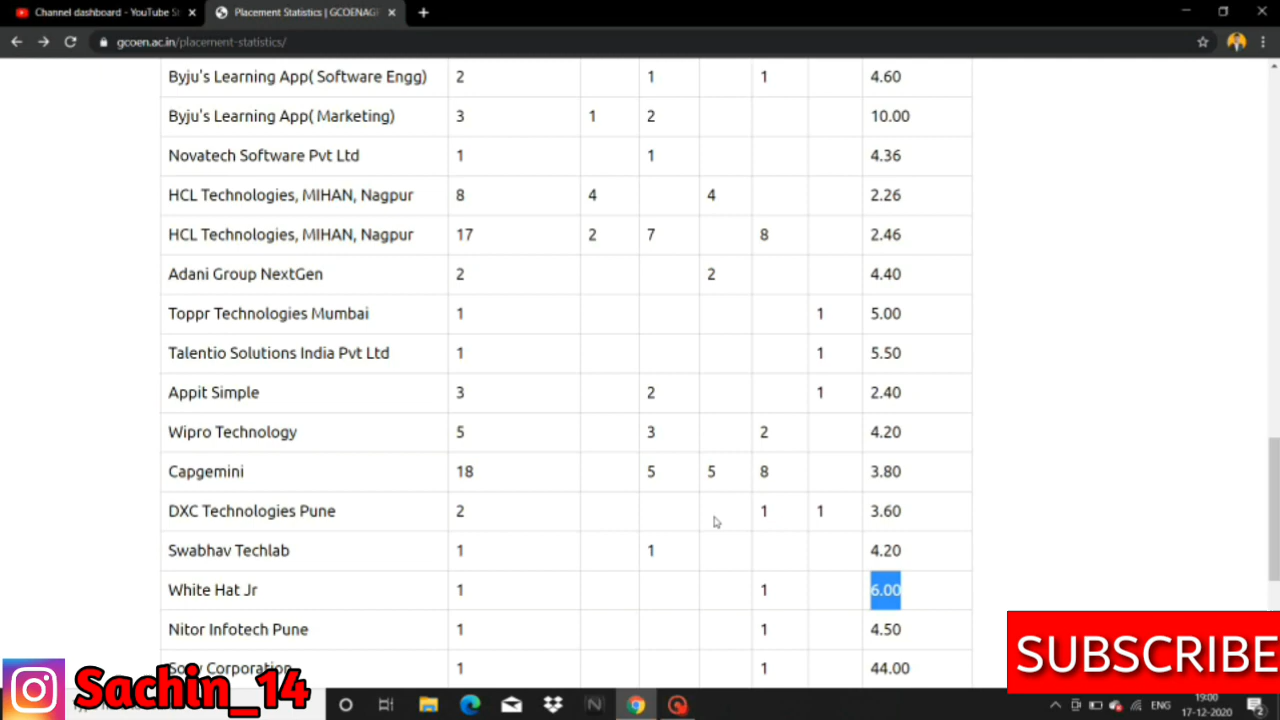 Channel dashboard - YouTube St
Placement Statistics | GCOENAG
gcoen.ac.in/placement-statistics/
Byju's Learning App( Software Engg) 2 1 1 4.60
Byju's Learning App( Marketing) 3 1 2 10.00
Novatech Software Pvt Ltd 1 1 4.36
HCL Technologies, MIHAN, Nagpur 8 4 4 2.26
HCL Technologies, MIHAN, Nagpur 17 2 7 8 2.46
Adani Group NextGen 2 2 4.40
Toppr Technologies Mumbai 1 1 5.00
Talentio Solutions India Pvt Ltd 1 1 5.50
Appit Simple 3 2 1 2.40
Wipro Technology 5 3 2 4.20
Capgemini 18 5 5 8 3.80
DXC Technologies Pune 2 1 1 3.60
Swabhav Techlab 1 1 4.20
White Hat Jr 1 1 6.00
Nitor Infotech Pune 1 1 4.50
Sony Corporation 1 1 44.00
SUBSCRIBE
Sachin_14
ENG
19:00
17-12-2020
2